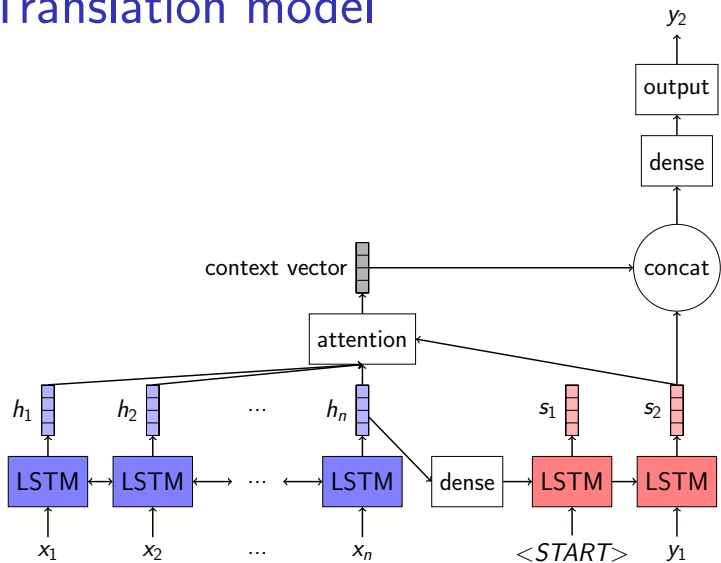 Translation model
y2
output
dense
context vector
concat
attention
h1 h2 ... hn s1 s2
LSTM LSTM ... LSTM dense LSTM LSTM
x1 x2 ... xn <START> y1